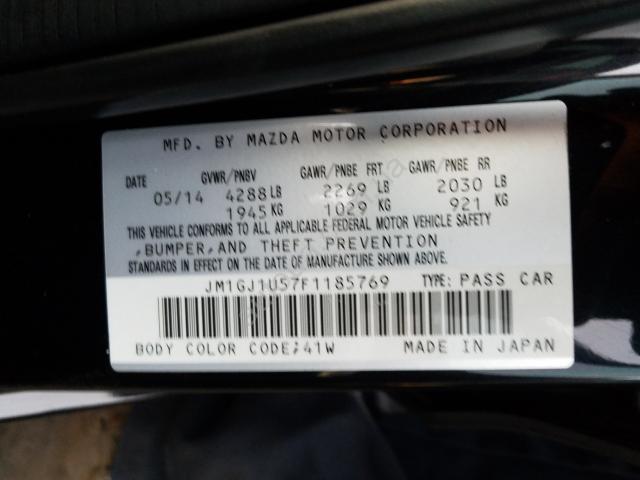 MFD. BY MAZDA MOTOR CORPORATION
DATE GVWR/PNBV GAWR/PNBE FRT GAWR/PNBE RR
05/14 4288 LB 2269 LB 2030 LB
1945 KG 1029 KG 921 KG
THIS VEHICLE CONFORMS TO ALL APPLICABLE FEDERAL MOTOR VEHICLE SAFETY
,BUMPER,AND THEFT PREVENTION
STANDARDS IN EFFECT ON THE DATE OF MANUFACTURE SHOWN ABOVE.
JM1GJ1U57F1185769 TYPE: PASS CAR
BODY COLOR CODE;41W MADE IN JAPAN